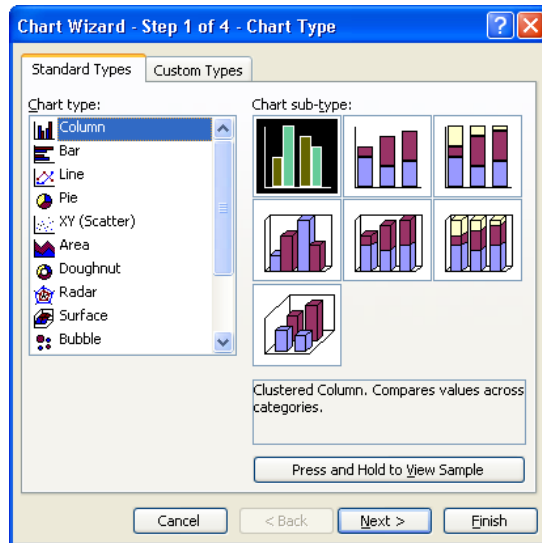 Chart Wizard - Step 1 of 4 - Chart Type
Standard Types
Custom Types
Chart type:
Column
Bar
Line
Pie
XY (Scatter)
Area
Doughnut
Radar
Surface
Bubble
Chart sub-type:
Clustered Column. Compares values across
categories.
Press and Hold to View Sample
Cancel
< Back
Next >
Finish